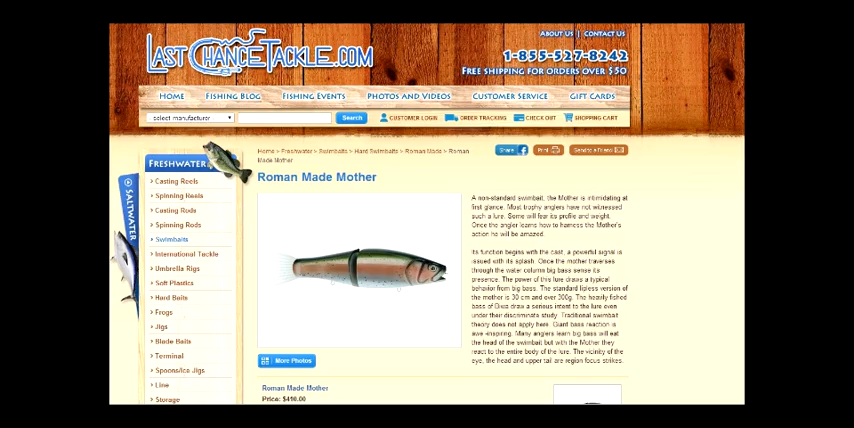 ABOUT US | CONTACT US
LASTCHANCETACKLE.COM
1-855-527-8242
FREE SHIPPING FOR ORDERS OVER $50
HOME FISHING BLOG FISHING EVENTS PHOTOS AND VIDEOS CUSTOMER SERVICE GIFT CARDS
select manufacturer Search CUSTOMER LOGIN ORDER TRACKING CHECK OUT SHOPPING CART
Home > Freshwater > Swimbaits > Hard Swimbaits > Roman Made > Roman
Made Mother
Share Print Send to a Friend
FRESHWATER
SALTWATER
Casting Reels
Spinning Reels
Casting Rods
Spinning Rods
Swimbaits
International Tackle
Umbrella Rigs
Soft Plastics
Hard Baits
Frogs
Jigs
Blade Baits
Terminal
Spoons/Ice Jigs
Line
Storage
Roman Made Mother
A non-standard swimbait, the Mother is intimidating at
first glance. Most trophy anglers have not witnessed
such a lure. Some will fear its profile and weight.
Once the angler learns how to harness the Mother's
action he will be amazed.
Its function begins with the cast, a powerful signal is
issued with its splash. Once the mother traverses
through the water column big bass sense its
presence. The power of this lure draws a typical
behavior from big bass. The standard lipless version of
the mother is 30 cm and over 300g. The heavily fished
bass of Biwa draw a serious intent to the lure even
under their discriminate study. Traditional swimbait
theory does not apply here. Giant bass reaction is
awe-inspiring. Many anglers learn big bass will eat
the head of the swimbait but with the Mother they
react to the entire body of the lure. The vicinity of the
eye, the head and upper tail are region focus strikes.
More Photos
Roman Made Mother
Price: $410.00